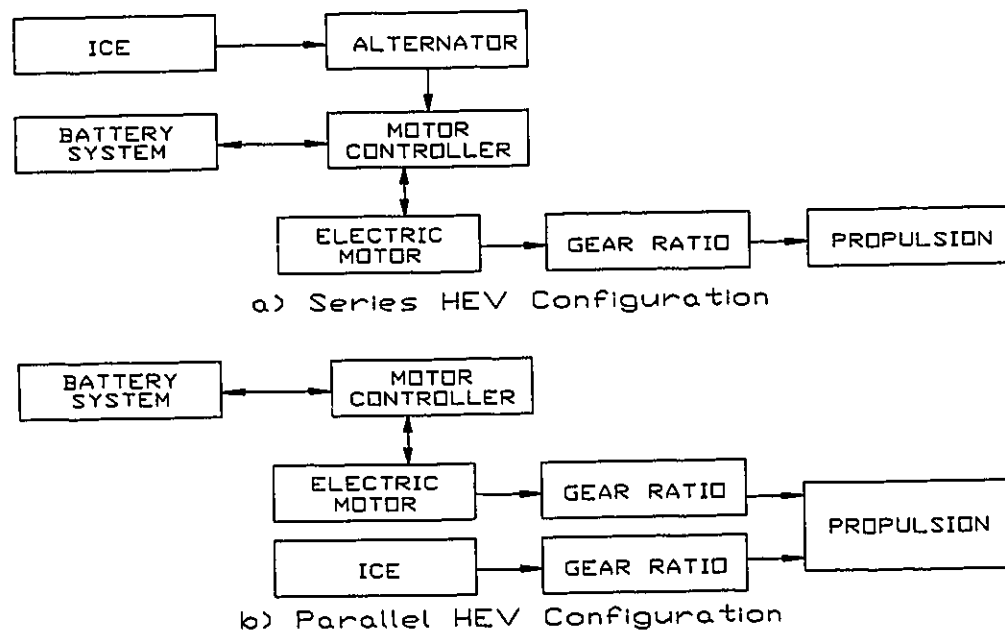 ICE
ALTERNATOR
BATTERY
SYSTEM
MOTOR
CONTROLLER
ELECTRIC
MOTOR
GEAR RATIO
PROPULSION
a) Series HEV Configuration
BATTERY
SYSTEM
MOTOR
CONTROLLER
ELECTRIC
MOTOR
GEAR RATIO
PROPULSION
ICE
GEAR RATIO
b) Parallel HEV Configuration